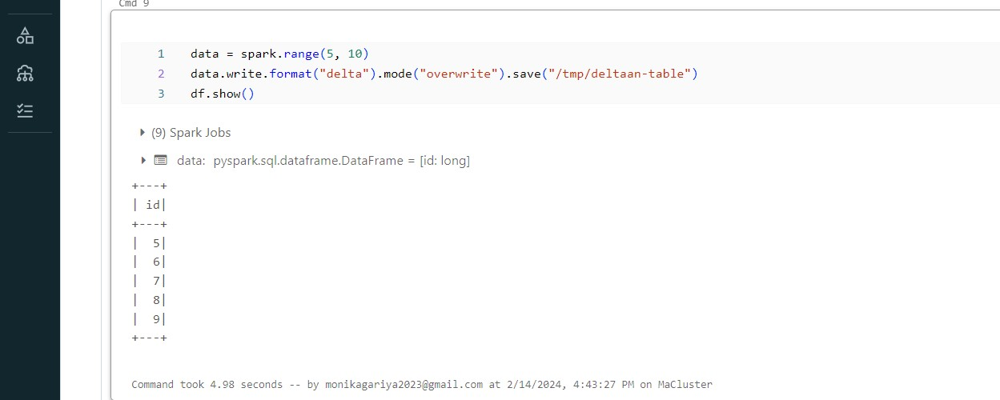 Cmd 9
1 data = spark.range(5, 10)
2 data.write.format("delta").mode("overwrite").save("/tmp/deltaan-table")
3 df.show()
(9) Spark Jobs
data: pyspark.sql.dataframe.DataFrame = [id: long]
+---+
| id|
+---+
|  5|
|  6|
|  7|
|  8|
|  9|
+---+
Command took 4.98 seconds -- by monikagariya2023@gmail.com at 2/14/2024, 4:43:27 PM on MaCluster